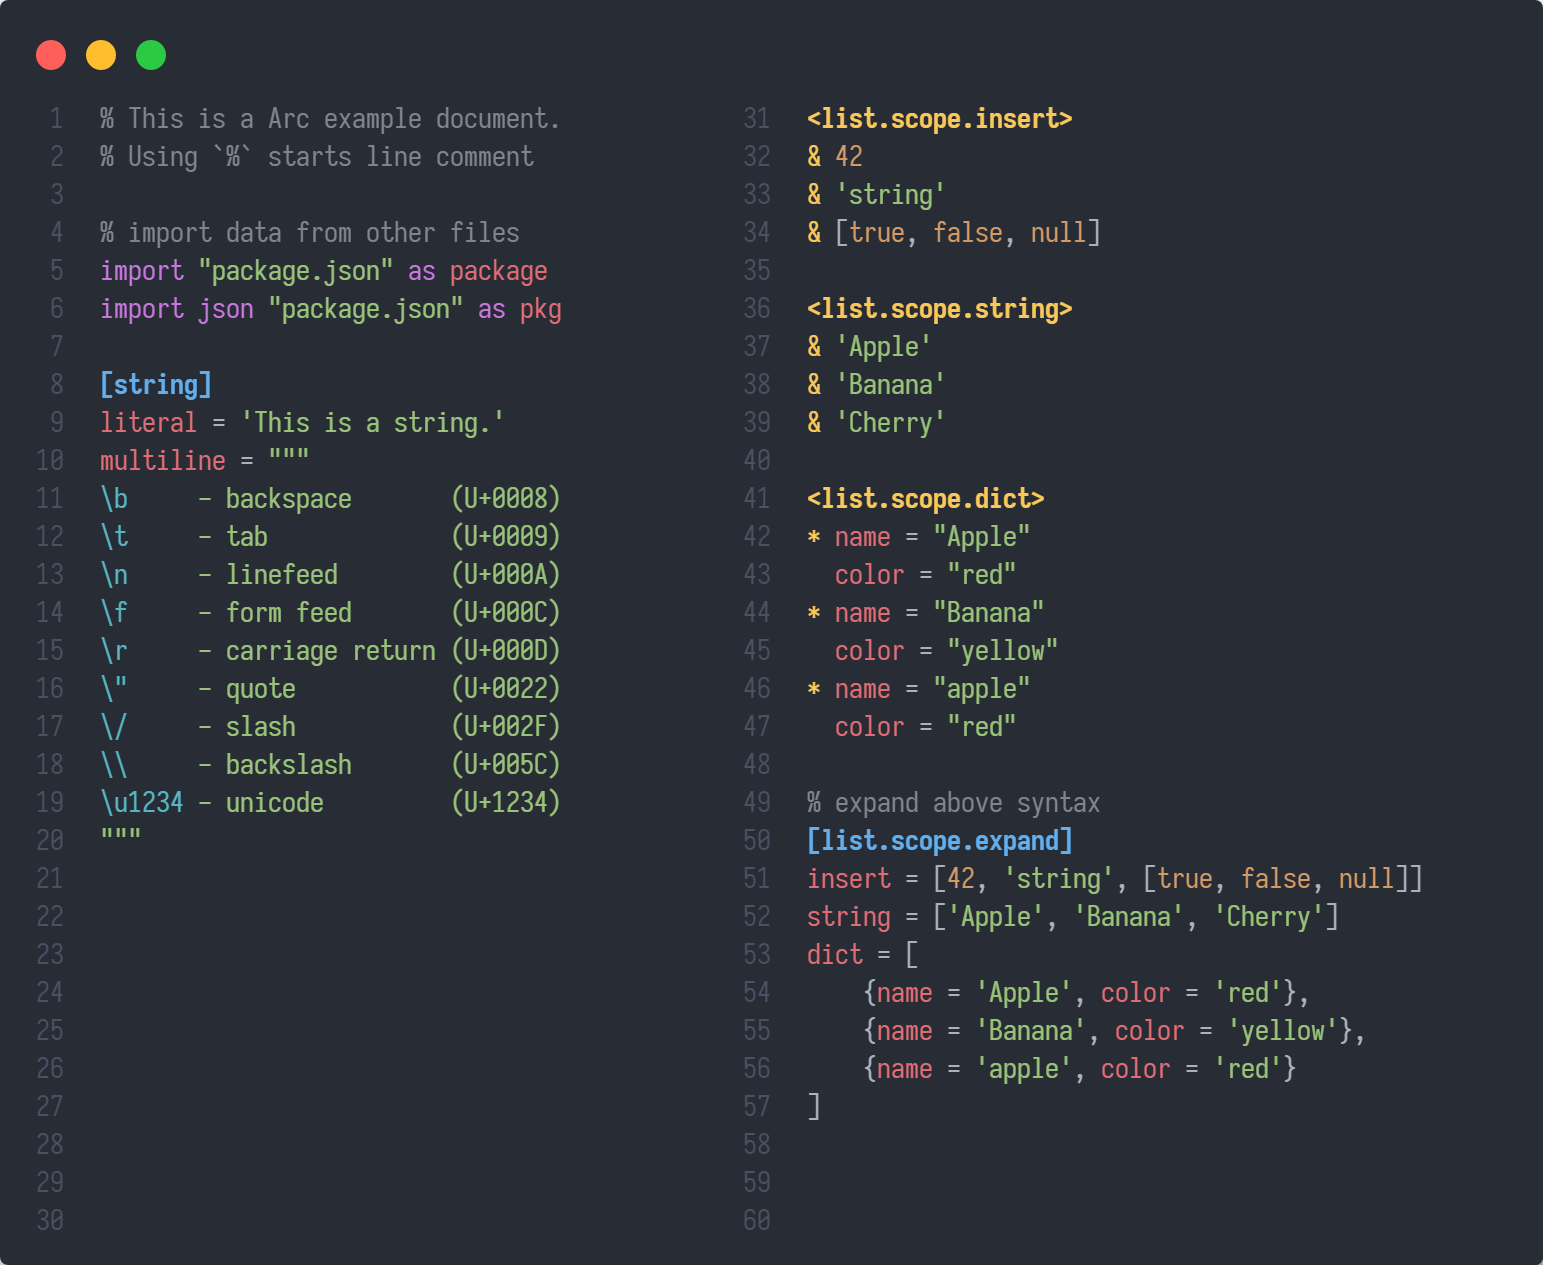 1 % This is a Arc example document.
2 % Using `%` starts line comment
3
4 % import data from other files
5 import "package.json" as package
6 import json "package.json" as pkg
7
8 [string]
9 literal = 'This is a string.'
10 multiline = """
11 \b     - backspace       (U+0008)
12 \t     - tab             (U+0009)
13 \n     - linefeed        (U+000A)
14 \f     - form feed       (U+000C)
15 \r     - carriage return (U+000D)
16 \"     - quote           (U+0022)
17 \/     - slash           (U+002F)
18 \\     - backslash       (U+005C)
19 \u1234 - unicode         (U+1234)
20 """
21
22
23
24
25
26
27
28
29
30
31 <list.scope.insert>
32 & 42
33 & 'string'
34 & [true, false, null]
35
36 <list.scope.string>
37 & 'Apple'
38 & 'Banana'
39 & 'Cherry'
40
41 <list.scope.dict>
42 * name = "Apple"
43   color = "red"
44 * name = "Banana"
45   color = "yellow"
46 * name = "apple"
47   color = "red"
48
49 % expand above syntax
50 [list.scope.expand]
51 insert = [42, 'string', [true, false, null]]
52 string = ['Apple', 'Banana', 'Cherry']
53 dict = [
54     {name = 'Apple', color = 'red'},
55     {name = 'Banana', color = 'yellow'},
56     {name = 'apple', color = 'red'}
57 ]
58
59
60